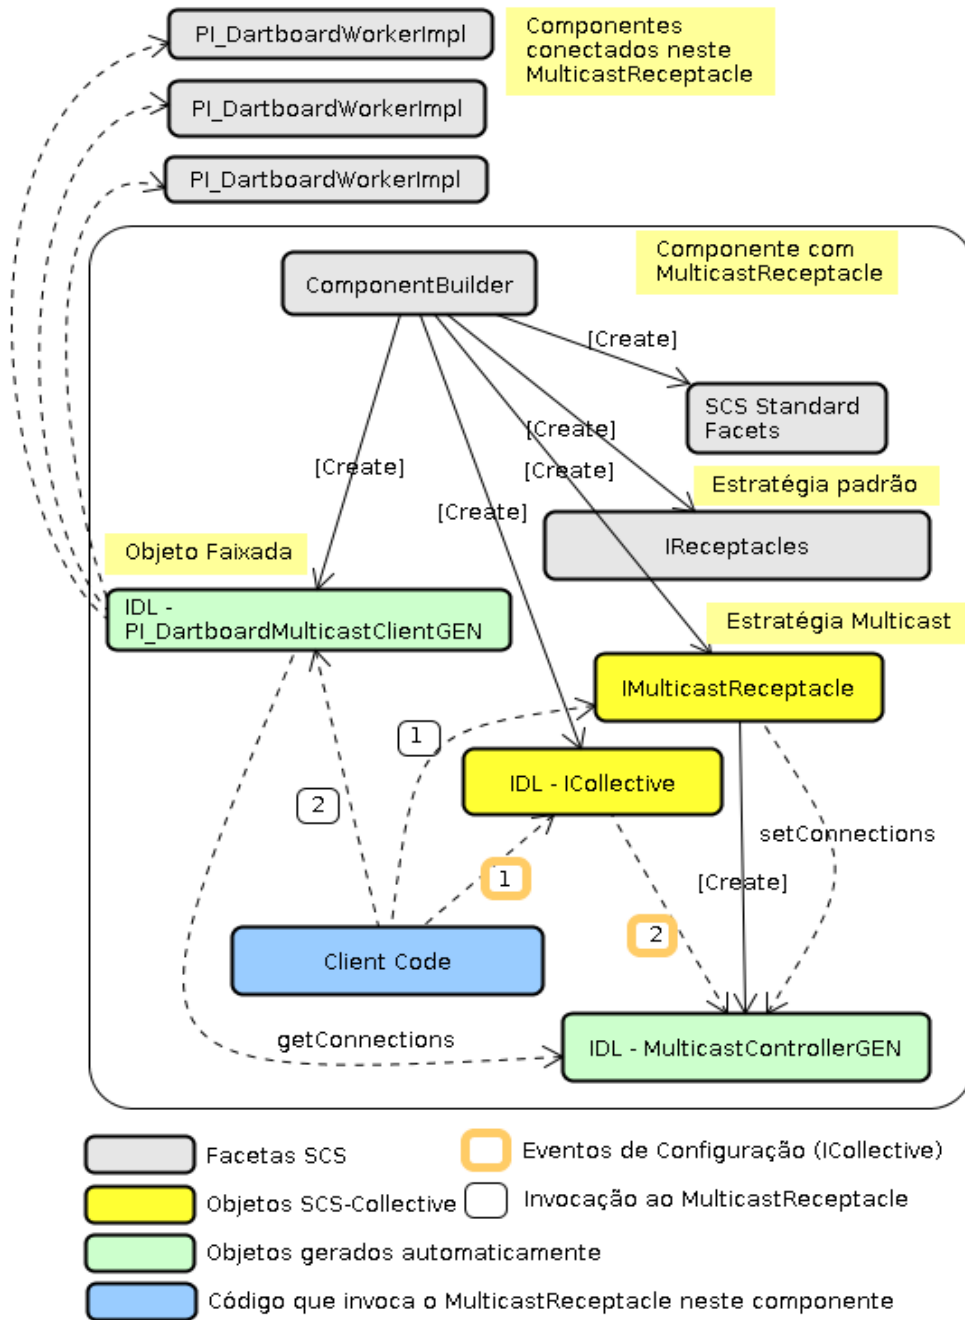 PI_DartboardWorkerImpl
Componentes
conectados neste
MulticastReceptacle
PI_DartboardWorkerImpl
PI_DartboardWorkerImpl
Componente com
MulticastReceptacle
ComponentBuilder
[Create]
SCS Standard
Facets
[Create]
[Create]
[Create]
[Create]
Estratégia padrão
IReceptacles
Objeto Faixada
IDL -
PI_DartboardMulticastClientGEN
Estratégia Multicast
IMulticastReceptacle
1
IDL - ICollective
2
setConnections
1
[Create]
2
Client Code
getConnections
IDL - MulticastControllerGEN
Facetas SCS
Eventos de Configuração (ICollective)
Objetos SCS-Collective
Invocação ao MulticastReceptacle
Objetos gerados automaticamente
Código que invoca o MulticastReceptacle neste componente